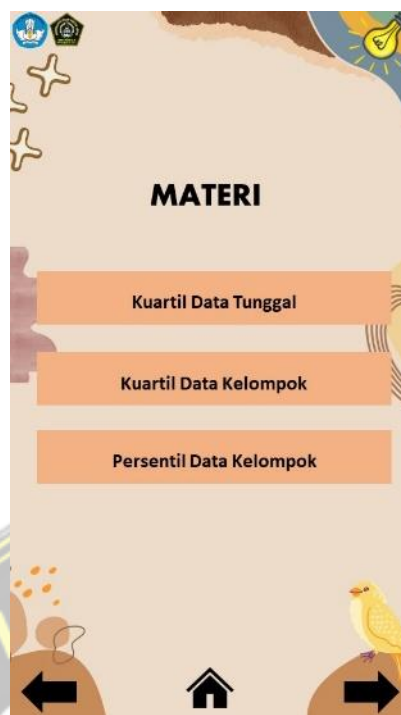 MATERI
Kuartil Data Tunggal
Kuartil Data Kelompok
Persentil Data Kelompok